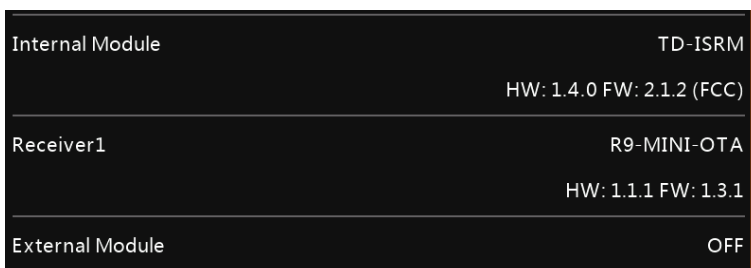 Internal Module TD-ISRM
HW: 1.4.0 FW: 2.1.2 (FCC)
Receiver1 R9-MINI-OTA
HW: 1.1.1 FW: 1.3.1
External Module OFF